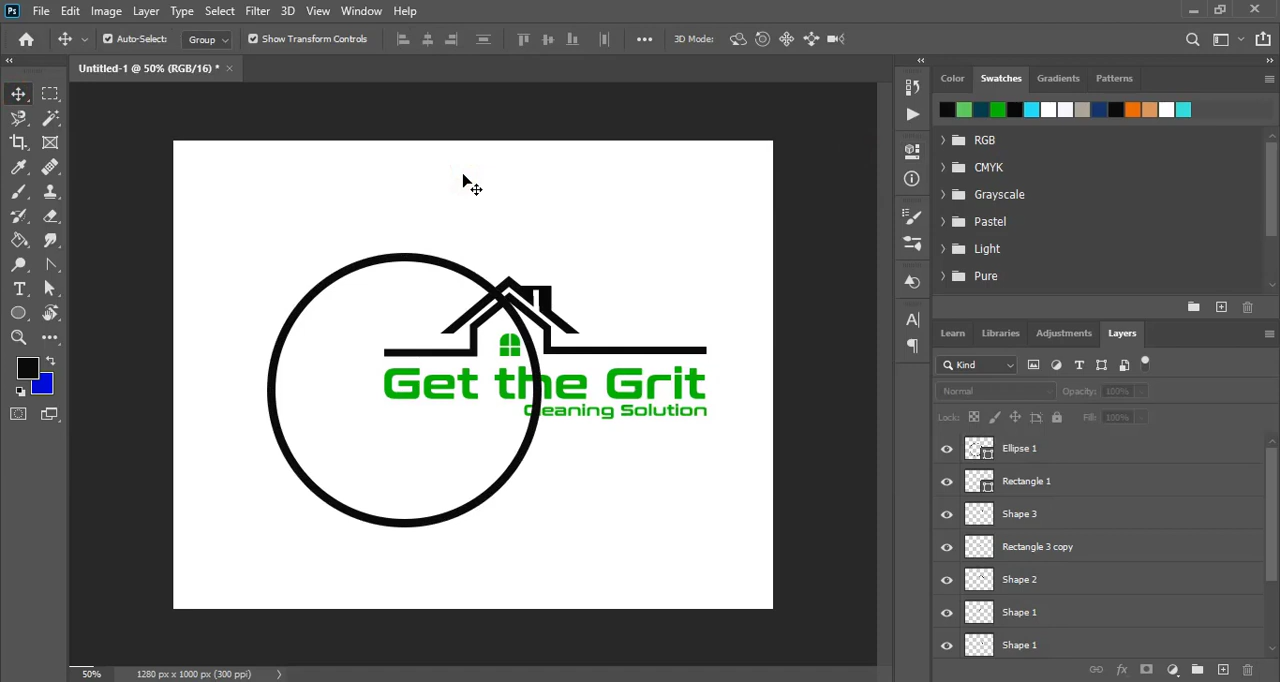 Ps File Edit Image Layer Type Select Filter 3D View Window Help
Auto-Select: Group Show Transform Controls 3D Mode:
Untitled-1 @ 50% (RGB/16) *
Color Swatches Gradients Patterns
RGB
CMYK
Grayscale
Pastel
Light
Pure
Get the Grit
Cleaning Solution
Learn Libraries Adjustments Layers
Kind
Normal Opacity: 100%
Lock: Fill: 100%
Ellipse 1
Rectangle 1
Shape 3
Rectangle 3 copy
Shape 2
Shape 1
Shape 1
50% 1280 px x 1000 px (300 ppi)